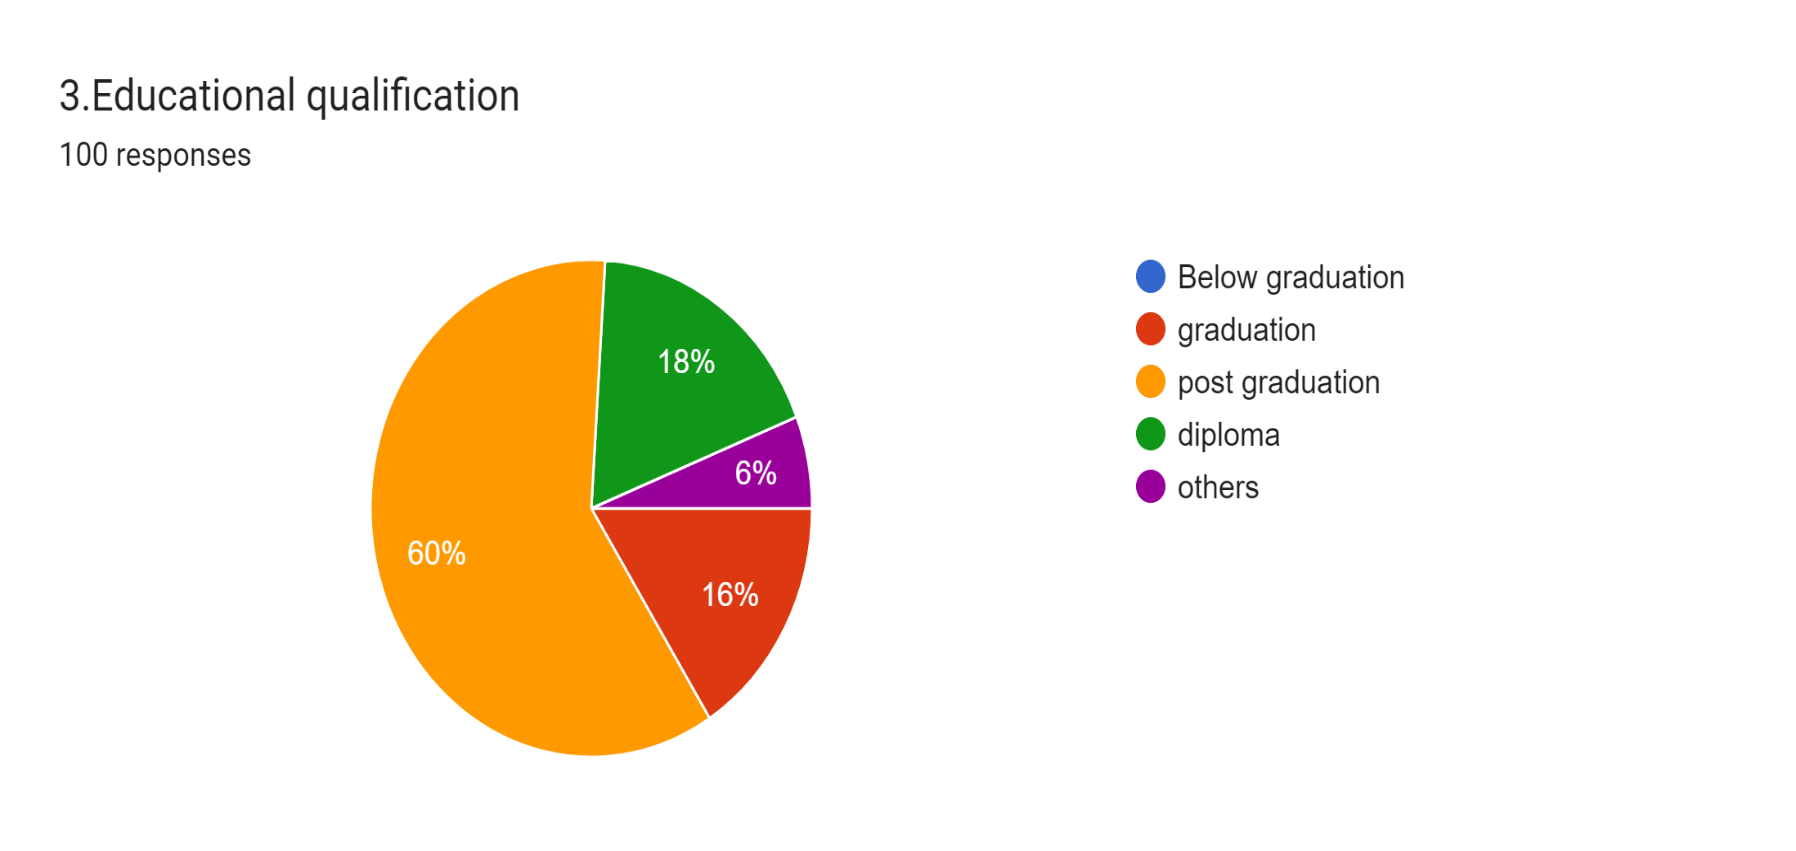 3.Educational qualification
100 responses
18%
6%
60%
16%
Below graduation
graduation
post graduation
diploma
others